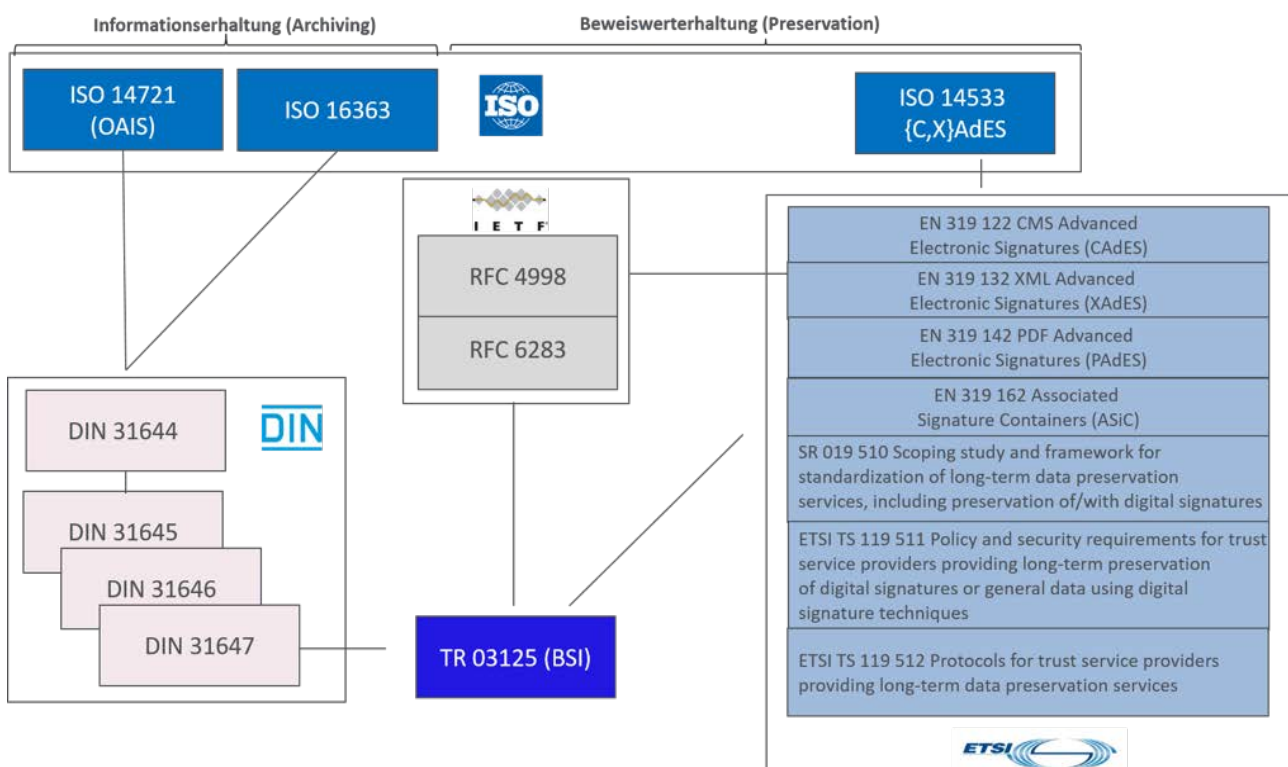 Informationserhaltung (Archiving)
Beweiswerterhaltung (Preservation)
ISO 14721
(OAIS)
ISO 16363
ISO
ISO 14533
{C,X}AdES
I E T F
RFC 4998
RFC 6283
EN 319 122 CMS Advanced
Electronic Signatures (CAdES)
EN 319 132 XML Advanced
Electronic Signatures (XAdES)
EN 319 142 PDF Advanced
Electronic Signatures (PAdES)
EN 319 162 Associated
Signature Containers (ASiC)
SR 019 510 Scoping study and framework for
standardization of long-term data preservation
services, including preservation of/with digital signatures
ETSI TS 119 511 Policy and security requirements for trust
service providers providing long-term preservation
of digital signatures or general data using digital
signature techniques
ETSI TS 119 512 Protocols for trust service providers
providing long-term data preservation services
ETSI
DIN 31644
DIN
DIN 31645
DIN 31646
DIN 31647
TR 03125 (BSI)